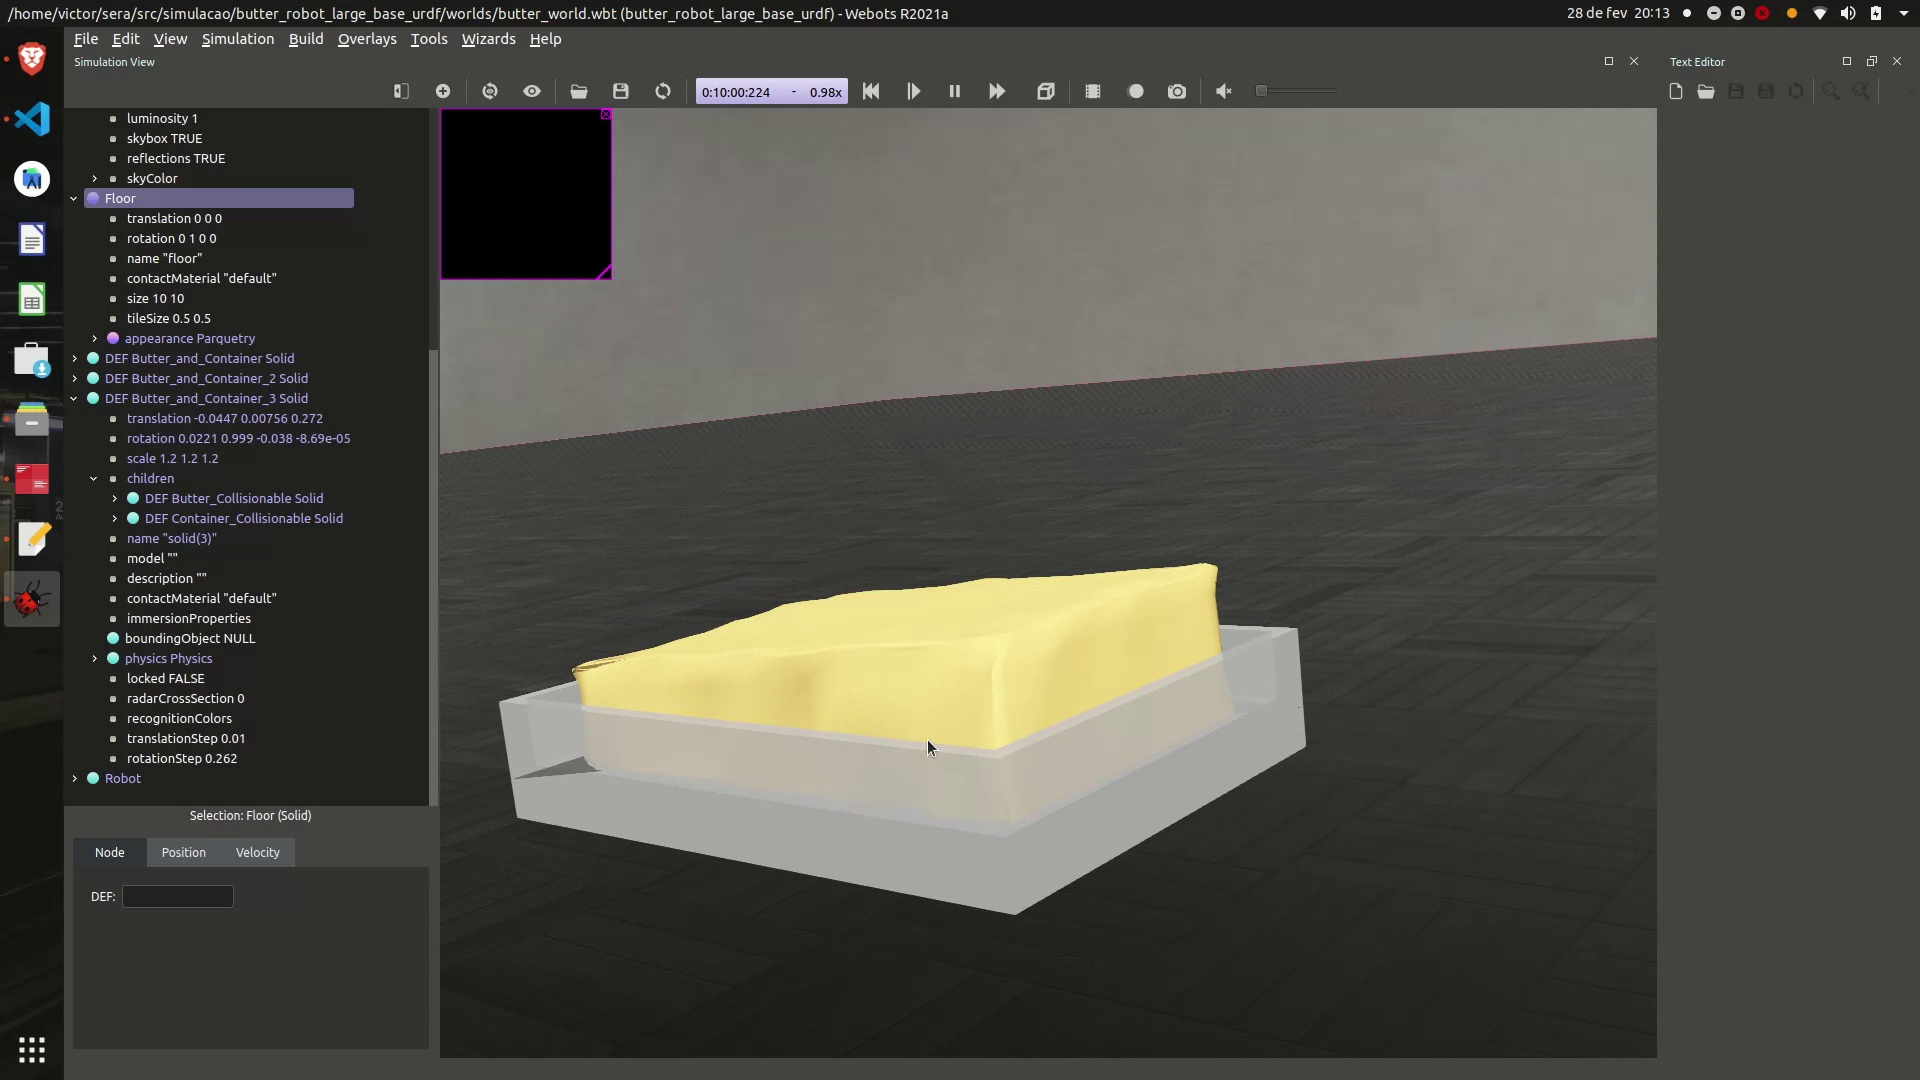 /home/victor/sera/src/simulacao/butter_robot_large_base_urdf/worlds/butter_world.wbt (butter_robot_large_base_urdf) - Webots R2021a
28 de fev 20:13
File Edit View Simulation Build Overlays Tools Wizards Help
Simulation View
Text Editor
0:10:00:224 - 0.98x
luminosity 1
skybox TRUE
reflections TRUE
skyColor
Floor
translation 0 0 0
rotation 0 1 0 0
name "floor"
contactMaterial "default"
size 10 10
tileSize 0.5 0.5
appearance Parquetry
DEF Butter_and_Container Solid
DEF Butter_and_Container_2 Solid
DEF Butter_and_Container_3 Solid
translation -0.0447 0.00756 0.272
rotation 0.0221 0.999 -0.038 -8.69e-05
scale 1.2 1.2 1.2
children
DEF Butter_Collisionable Solid
DEF Container_Collisionable Solid
name "solid(3)"
model ""
description ""
contactMaterial "default"
immersionProperties
boundingObject NULL
physics Physics
locked FALSE
radarCrossSection 0
recognitionColors
translationStep 0.01
rotationStep 0.262
Robot
Selection: Floor (Solid)
Node Position Velocity
DEF: